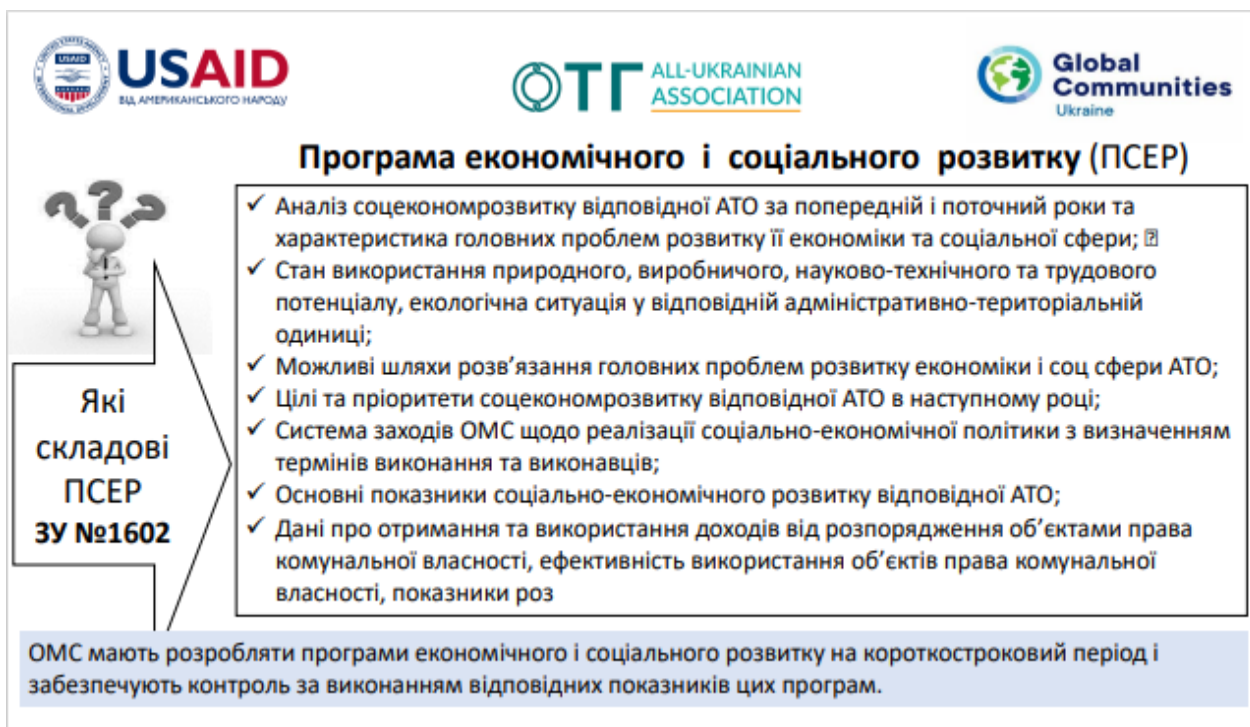 USAID
ВІД АМЕРИКАНСЬКОГО НАРОДУ
ОТГ ALL-UKRAINIAN
ASSOCIATION
Global
Communities
Ukraine
Програма економічного і соціального розвитку (ПСЕР)
✓ Аналіз соцекономрозвитку відповідної АТО за попередній і поточний роки та
характеристика головних проблем розвитку її економіки та соціальної сфери;
✓ Стан використання природного, виробничого, науково-технічного та трудового
потенціалу, екологічна ситуація у відповідній адміністративно-територіальній
одиниці;
✓ Можливі шляхи розв’язання головних проблем розвитку економіки і соц сфери АТО;
✓ Цілі та пріоритети соцекономрозвитку відповідної АТО в наступному році;
✓ Система заходів ОМС щодо реалізації соціально-економічної політики з визначенням
термінів виконання та виконавців;
✓ Основні показники соціально-економічного розвитку відповідної АТО;
✓ Дані про отримання та використання доходів від розпорядження об’єктами права
комунальної власності, ефективність використання об’єктів права комунальної
власності, показники роз
Які
складові
ПСЕР
ЗУ №1602
ОМС мають розробляти програми економічного і соціального розвитку на короткостроковий період і
забезпечують контроль за виконанням відповідних показників цих програм.